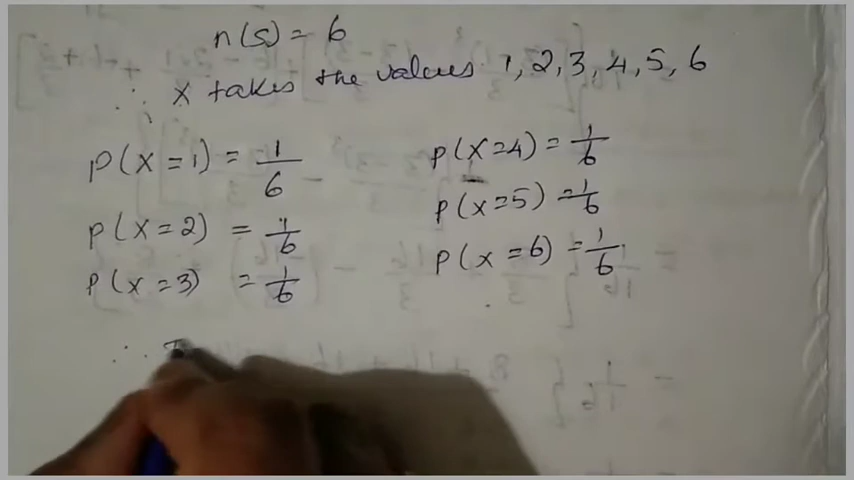 n(S) = 6
∴ X takes the values 1, 2, 3, 4, 5, 6
P(X=1) = 1/6
P(X=2) = 1/6
P(X=3) = 1/6
P(X=4) = 1/6
P(X=5) = 1/6
P(X=6) = 1/6
∴